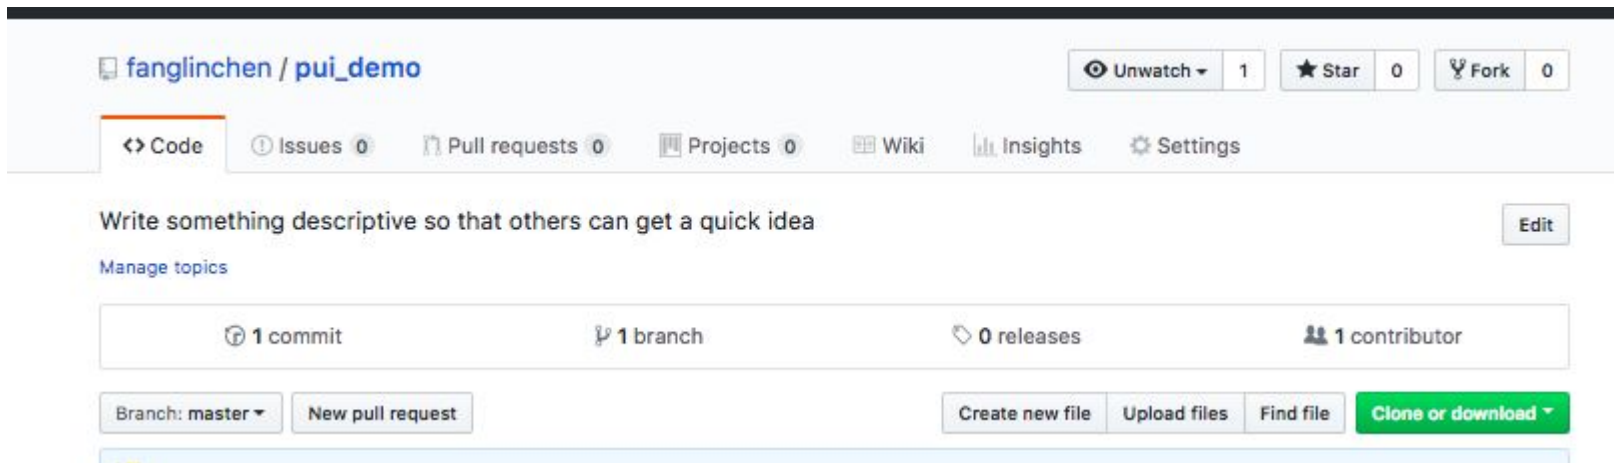 fanglinchen / pui_demo
Unwatch 1 Star 0 Fork 0
Code Issues 0 Pull requests 0 Projects 0 Wiki Insights Settings
Write something descriptive so that others can get a quick idea
Edit
Manage topics
1 commit 1 branch 0 releases 1 contributor
Branch: master New pull request Create new file Upload files Find file Clone or download